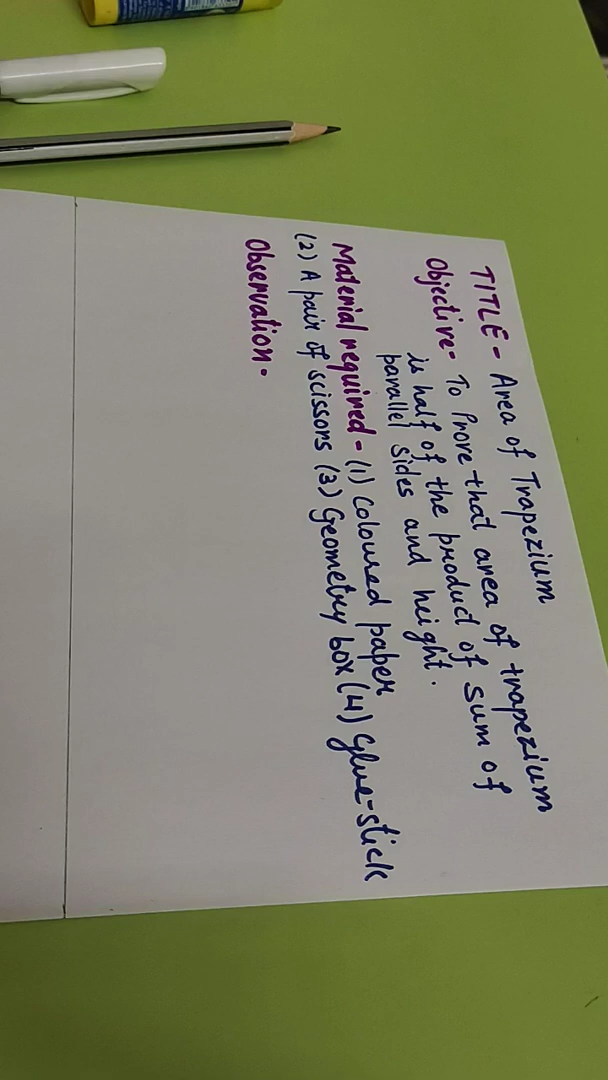 TITLE - Area of Trapezium
Objective- To Prove that area of trapezium
is half of the product of sum of
parallel sides and height.
Material required - (1) Coloured paper
(2) A pair of scissors (3) Geometry box (4) Glue-stick
Observation-